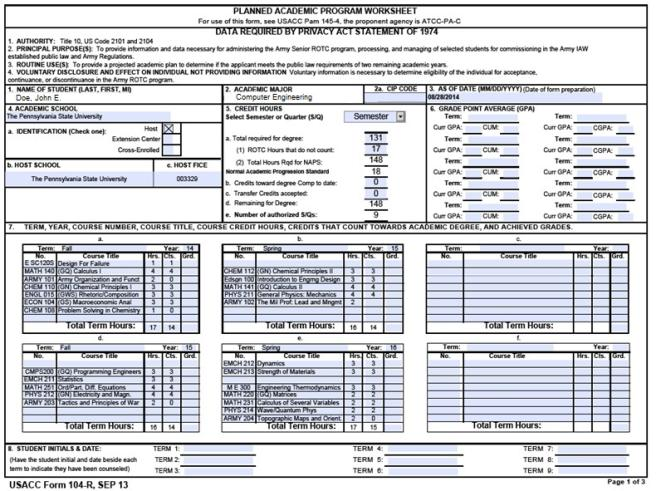 PLANNED ACADEMIC PROGRAM WORKSHEET
For use of this form, see USACC Pam 145-4, the proponent agency is ATCC-PA-C
DATA REQUIRED BY PRIVACY ACT STATEMENT OF 1974
1. AUTHORITY: Title 10, US Code 2101 and 2104
2. PRINCIPAL PURPOSE(S): To provide information and data necessary for administering the Army Senior ROTC program, processing, and managing of selected students for commissioning in the Army IAW
established public law and Army Regulations.
3. ROUTINE USE(S): To provide a projected academic plan to determine if the applicant meets the public law requirements of two remaining academic years.
4. VOLUNTARY DISCLOSURE AND EFFECT ON INDIVIDUAL NOT PROVIDING INFORMATION Voluntary information is necessary to determine eligibility of the individual for acceptance,
continuance, or discontinuance in the Army ROTC program.
1. NAME OF STUDENT (LAST, FIRST, MI)
Doe, John E.
2. ACADEMIC MAJOR
Computer Engineering
2a. CIP CODE
3. AS OF DATE (MM/DD/YYYY) (Date of form preparation)
08/28/2014
4. ACADEMIC SCHOOL
The Pennsylvania State University
a. IDENTIFICATION (Check one): Host X
Extension Center
Cross-Enrolled
b. HOST SCHOOL
The Pennsylvania State University
c. HOST FICE
003329
5. CREDIT HOURS
Select Semester or Quarter (S/Q) Semester
a. Total required for degree: 131
(1) ROTC Hours that do not count: 17
(2) Total Hours Rqd for NAPS: 148
Normal Academic Progression Standard 18
b. Credits toward degree Comp to date: 0
c. Transfer Credits accepted: 0
d. Remaining for Degree: 148
e. Number of authorized S/Qs: 9
6. GRADE POINT AVERAGE (GPA)
Term: Term:
Curr GPA: CUM: Curr GPA: CGPA:
Term: Term:
Curr GPA: CUM: Curr GPA: CGPA:
Term: Term:
Curr GPA: CUM: Curr GPA: CGPA:
Term: Term:
Curr GPA: CUM: Curr GPA: CGPA:
Term: Term:
Curr GPA: CUM: Curr GPA: CGPA:
7. TERM, YEAR, COURSE NUMBER, COURSE TITLE, COURSE CREDIT HOURS, CREDITS THAT COUNT TOWARDS ACADEMIC DEGREE, AND ACHIEVED GRADES.
a.
Term: Fall Year: 14
No. Course Title Hrs. Cts. Grd.
E SC120S Design For Failure 1 1
MATH 140 (GQ) Calculus I 4 4
ARMY 101 Army Organization and Funct 2 0
CHEM 110 (GN) Chemical Principles I 3 3
ENGL 015 (GWS) Rhetoric/Composition 3 3
ECON 104 (GS) Macroeconomic Anal 3 3
CHEM 108 Problem Solving in Chemistry 1 0
Total Term Hours: 17 14
b.
Term: Spring Year: 15
No. Course Title Hrs. Cts. Grd.
CHEM 112 (GN) Chemical Principles II 3 3
Edsgn 100 Introduction to Engrng Design 3 3
MATH 141 (GQ) Calculus II 4 4
PHYS 211 General Physics: Mechanics 4 4
ARMY 102 The Mil Prof: Lead and Mngmt 2
Total Term Hours: 16 14
c.
Term: Year:
No. Course Title Hrs. Cts. Grd.
Total Term Hours:
d.
Term: Fall Year: 15
No. Course Title Hrs. Cts. Grd.
CMPS200 (GQ) Programming Engineers 3 3
EMCH 211 Statistics 3 3
MATH 251 Ord/Part. Diff. Equations 4 4
PHYS 212 (GN) Electricity and Magn. 4 4
ARMY 203 Tactics and Principles of War 2 0
Total Term Hours: 16 14
e.
Term: Spring Year: 16
No. Course Title Hrs. Cts. Grd.
EMCH 212 Dynamics 3 3
EMCH 213 Strength of Materials 3 3
M E 300 Engineering Thermodynamics 3 3
MATH 220 (GQ) Matrices 2 2
MATH 231 Calculus of Several Variables 2 2
PHYS 214 Wave/Quantum Phys 2 2
ARMY 204 Topographic Maps and Orient. 2 0
Total Term Hours: 17 15
f.
Term: Year:
No. Course Title Hrs. Cts. Grd.
Total Term Hours:
8. STUDENT INITIALS & DATE:
(Have the student initial and date beside each
term to indicate they have been counseled)
TERM 1: TERM 4: TERM 7:
TERM 2: TERM 5: TERM 8:
TERM 3: TERM 6: TERM 9:
USACC Form 104-R, SEP 13
Page 1 of 3